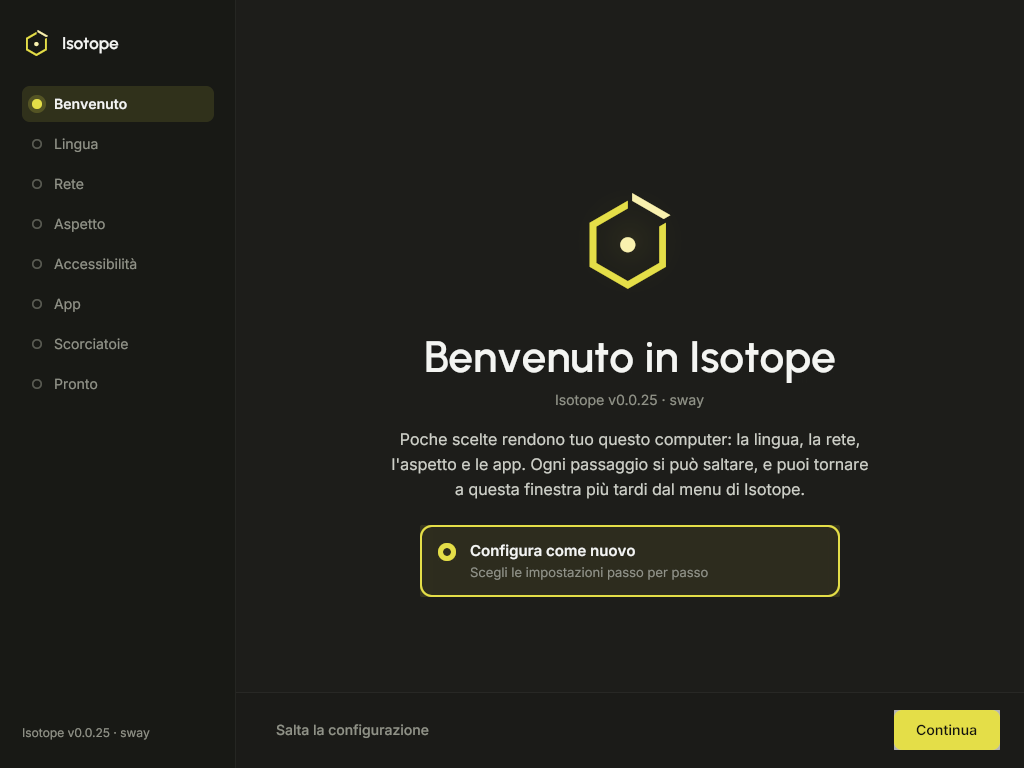 Isotope
Benvenuto
Lingua
Rete
Aspetto
Accessibilità
App
Scorciatoie
Pronto
Isotope v0.0.25 · sway
Benvenuto in Isotope
Isotope v0.0.25 · sway
Poche scelte rendono tuo questo computer: la lingua, la rete,
l'aspetto e le app. Ogni passaggio si può saltare, e puoi tornare
a questa finestra più tardi dal menu di Isotope.
Configura come nuovo
Scegli le impostazioni passo per passo
Salta la configurazione
Continua